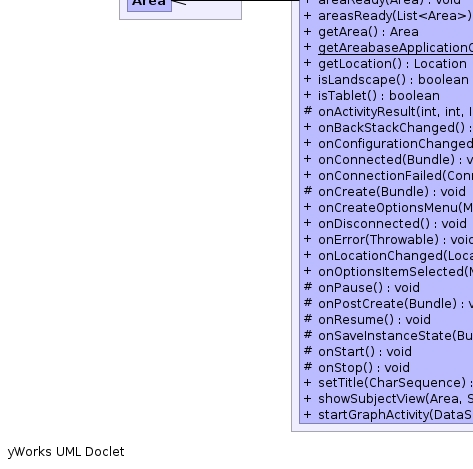 Area
+ areaReady(Area) : void
+ areasReady(List<Area>)
+ getArea() : Area
+ getAreabaseApplicationC
+ getLocation() : Location
+ isLandscape() : boolean
+ isTablet() : boolean
# onActivityResult(int, int, I
+ onBackStackChanged() :
+ onConfigurationChanged
+ onConnected(Bundle) : v
+ onConnectionFailed(Conn
# onCreate(Bundle) : void
+ onCreateOptionsMenu(M
+ onDisconnected() : void
+ onError(Throwable) : void
+ onLocationChanged(Loca
+ onOptionsItemSelected(M
# onPause() : void
# onPostCreate(Bundle) : v
# onResume() : void
# onSaveInstanceState(Bu
# onStart() : void
# onStop() : void
+ setTitle(CharSequence) :
+ showSubjectView(Area, S
+ startGraphActivity(DataS
yWorks UML Doclet